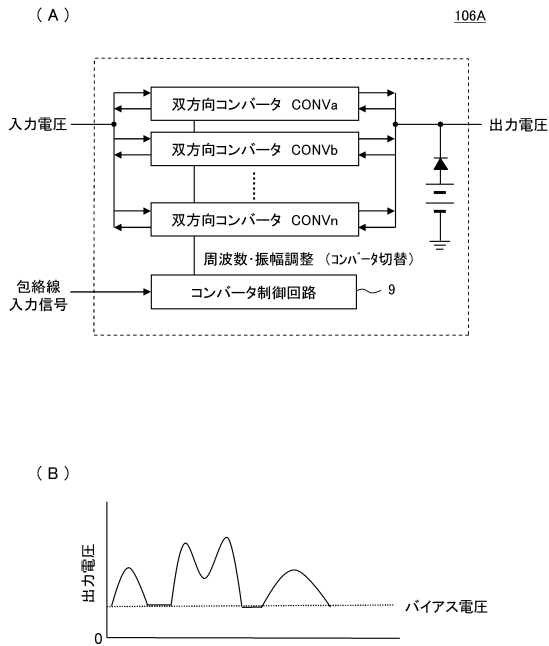 (A)
106A
双方向コンバータ CONVa
入力電圧
出力電圧
双方向コンバータ CONVb
双方向コンバータ CONVn
周波数・振幅調整 (コンバータ切替)
包絡線
入力信号
コンバータ制御回路
9
(B)
出力電圧
バイアス電圧
0